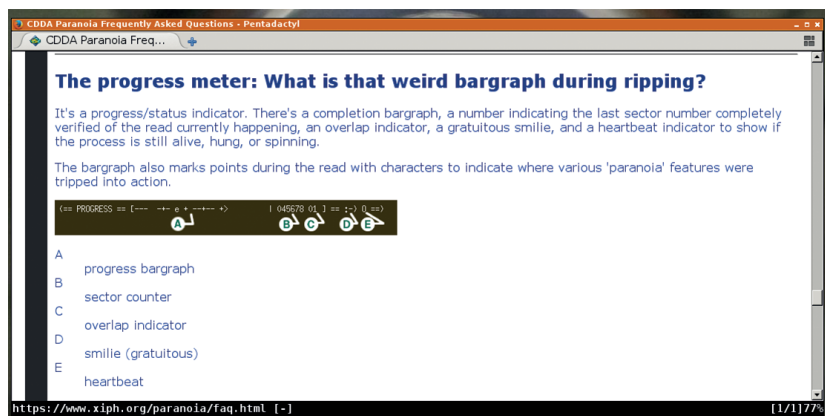 CDDA Paranoia Frequently Asked Questions - Pentadactyl
CDDA Paranoia Freq...
The progress meter: What is that weird bargraph during ripping?
It's a progress/status indicator. There's a completion bargraph, a number indicating the last sector number completely
verified of the read currently happening, an overlap indicator, a gratuitous smilie, and a heartbeat indicator to show if
the process is still alive, hung, or spinning.
The bargraph also marks points during the read with characters to indicate where various 'paranoia' features were
tripped into action.
(== PROGRESS == [--- -+- e + --+-- +> | 045678 01 ] == :-) 0 ==)
A B C D E
A
progress bargraph
B
sector counter
C
overlap indicator
D
smilie (gratuitous)
E
heartbeat
https://www.xiph.org/paranoia/faq.html [-] [1/1]77%